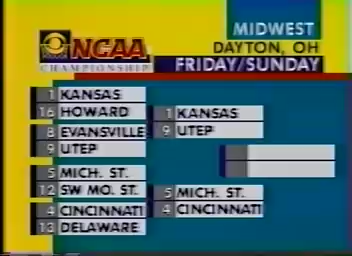 MIDWEST
NCAA
DAYTON, OH
CHAMPIONSHIP
FRIDAY/SUNDAY
1 KANSAS
16 HOWARD
8 EVANSVILLE
9 UTEP
5 MICH. ST.
12 SW MO. ST.
4 CINCINNATI
13 DELAWARE
1 KANSAS
9 UTEP
5 MICH. ST.
4 CINCINNATI